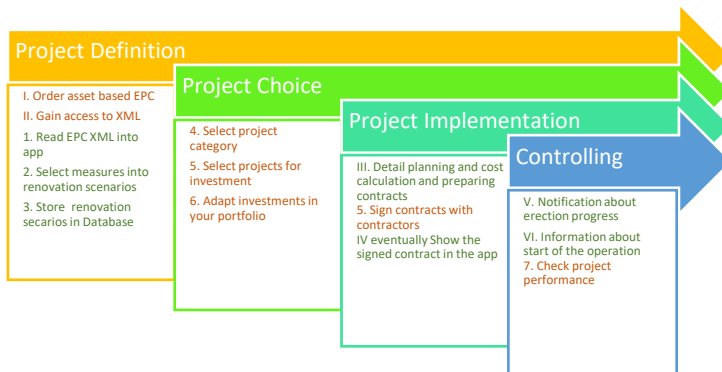 Project Definition
I. Order asset based EPC
II. Gain access to XML
1. Read EPC XML into
app
2. Select measures into
renovation scenarios
3. Store renovation
secarios in Database
Project Choice
4. Select project
category
5. Select projects for
investment
6. Adapt investments in
your portfolio
Project Implementation
III. Detail planning and cost
calculation and preparing
contracts
5. Sign contracts with
contractors
IV eventually Show the
signed contract in the app
Controlling
V. Notification about
erection progress
VI. Information about
start of the operation
7. Check project
performance